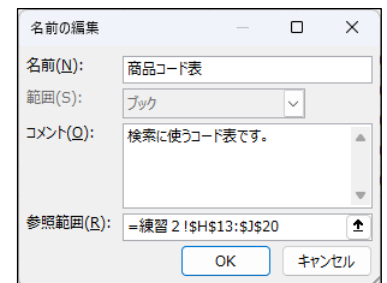 名前の編集
名前(N): 商品コード表
範囲(S): ブック
コメント(O): 検索に使うコード表です。
参照範囲(R): =練習２!$H$13:$J$20
OK キャンセル